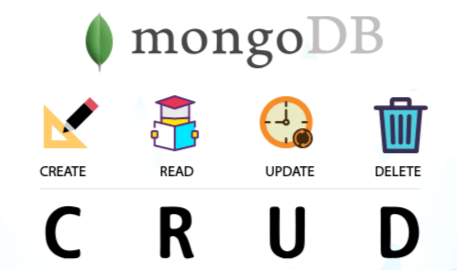 mongoDB
CREATE READ UPDATE DELETE
C R U D